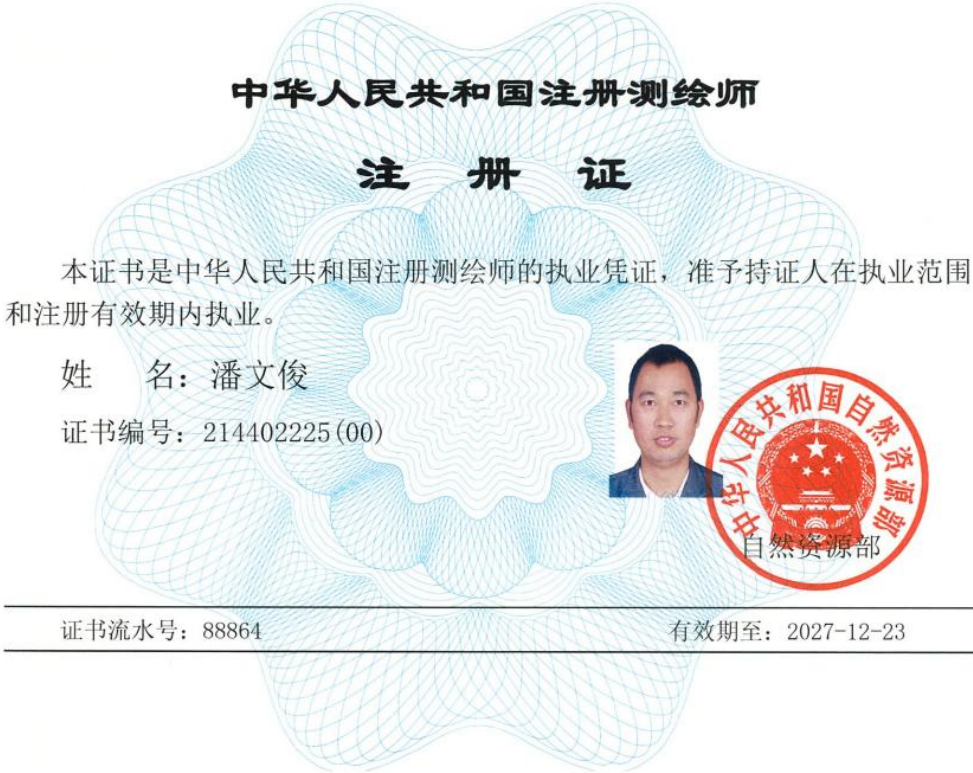 中华人民共和国注册测绘师
注 册 证
本证书是中华人民共和国注册测绘师的执业凭证，准予持证人在执业范围
和注册有效期内执业。
姓 名：潘文俊
证书编号：214402225(00)
中华人民共和国自然资源部
自然资源部
证书流水号：88864 有效期至：2027-12-23